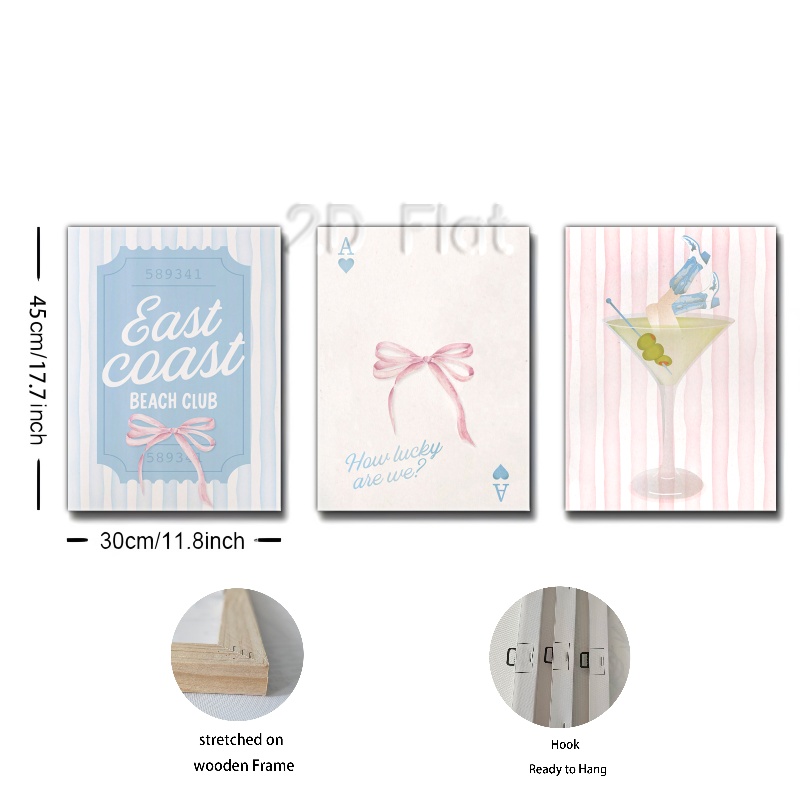 2D Flat
589341
East
coast
BEACH CLUB
589341
A
How lucky
are we?
A
45cm/17.7inch
30cm/11.8inch
stretched on
wooden Frame
Hook
Ready to Hang